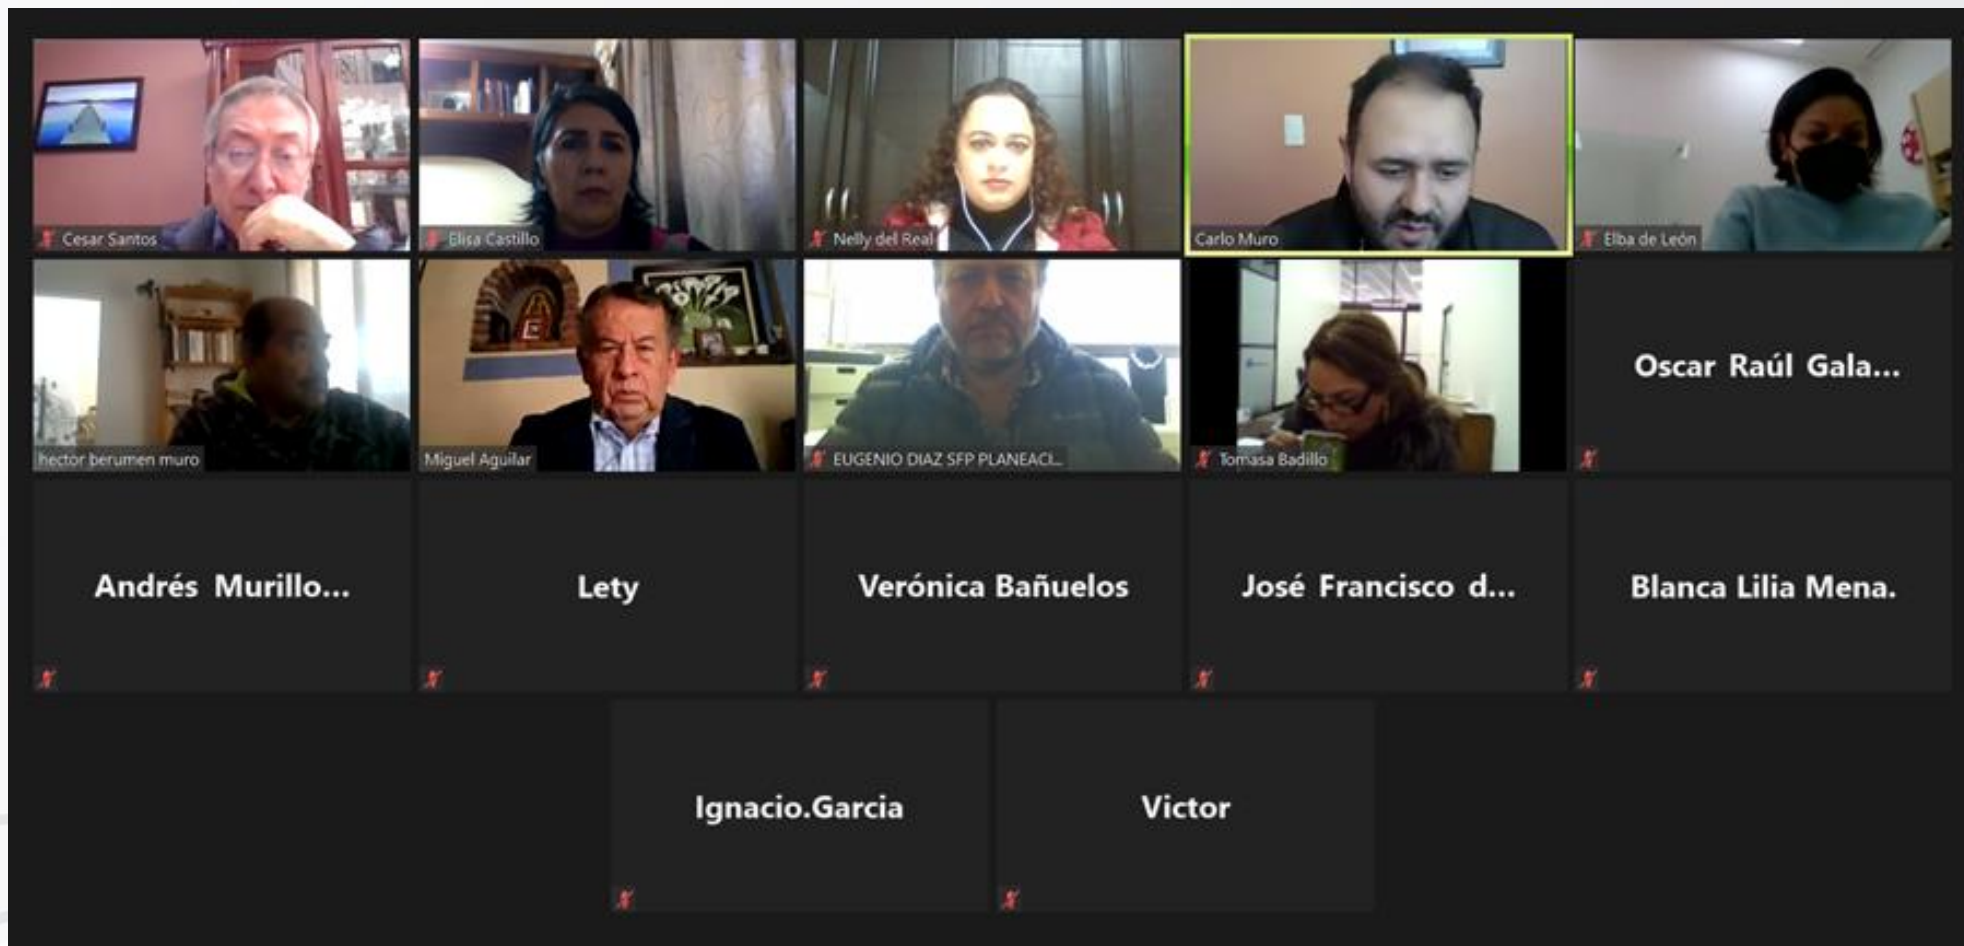 Cesar Santos
Elisa Castillo
Nelly del Real
Carlo Muro
Elba de León
hector berumen muro
Miguel Aguilar
EUGENIO DIAZ SFP PLANEACI...
Tomasa Badillo
Oscar Raúl Gala...
Andrés Murillo...
Lety
Verónica Bañuelos
José Francisco d...
Blanca Lilia Mena.
Ignacio.Garcia
Victor